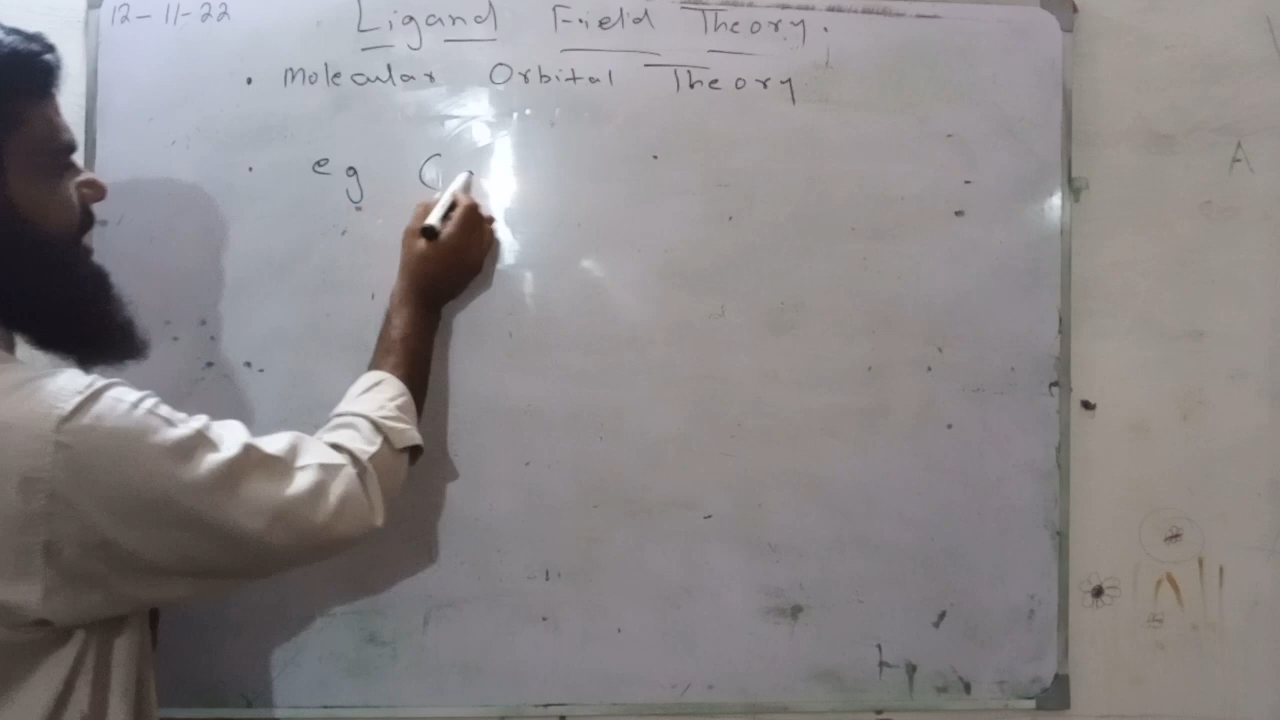 12-11-22
Ligand Field Theory.
• Molecular Orbital Theory
• eg
A